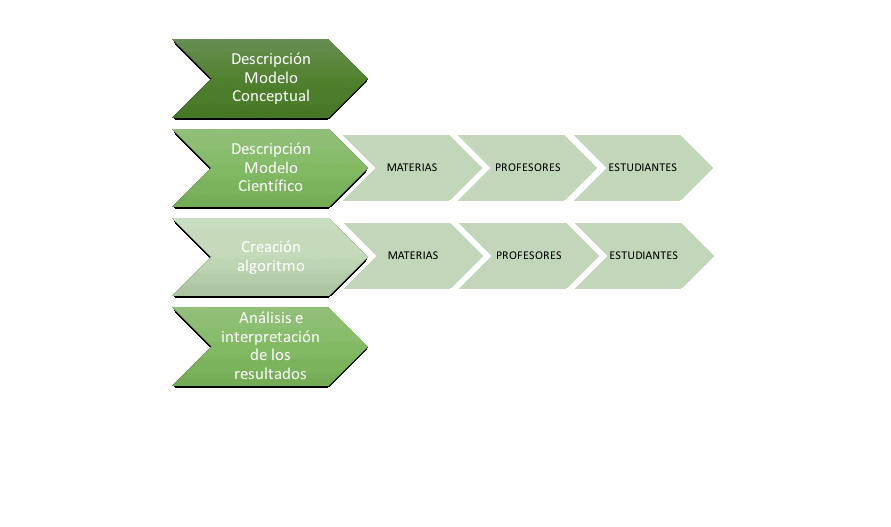 Descripción
Modelo
Conceptual
Descripción
Modelo
Científico
MATERIAS
PROFESORES
ESTUDIANTES
Creación
algoritmo
MATERIAS
PROFESORES
ESTUDIANTES
Análisis e
interpretación
de los
resultados